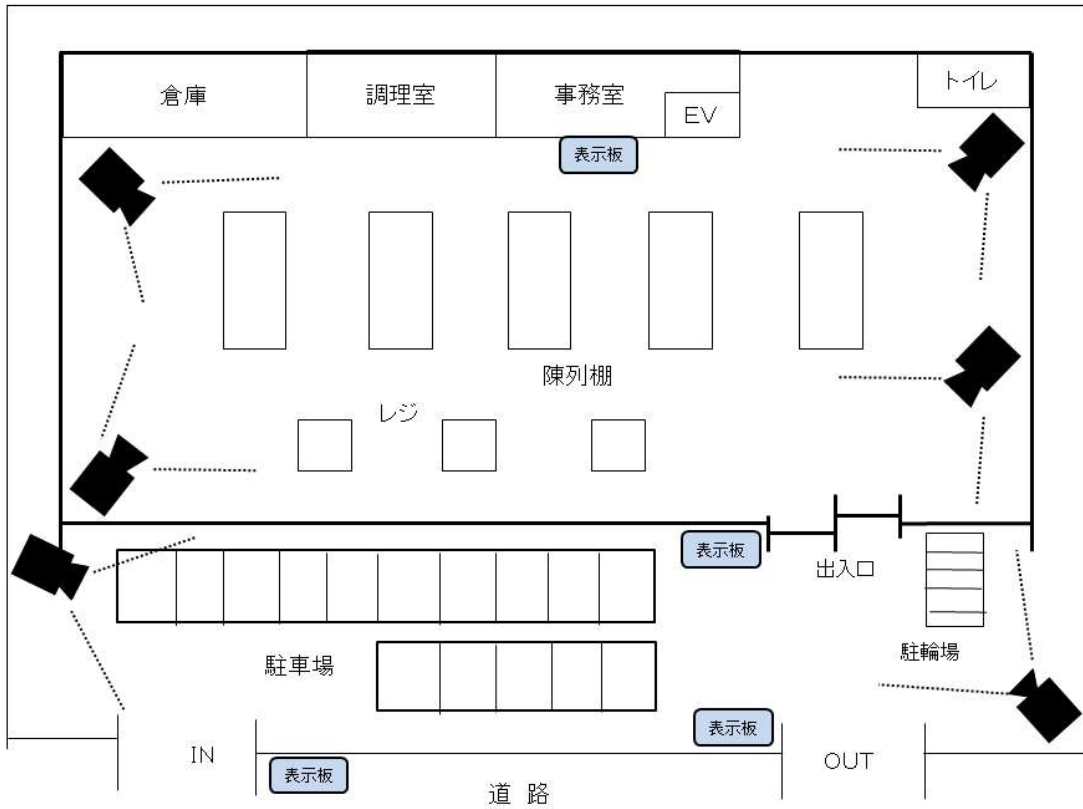 倉庫
調理室
事務室
EV
トイレ
表示板
陳列棚
レジ
表示板
出入口
駐車場
駐輪場
表示板
IN
OUT
表示板
道 路